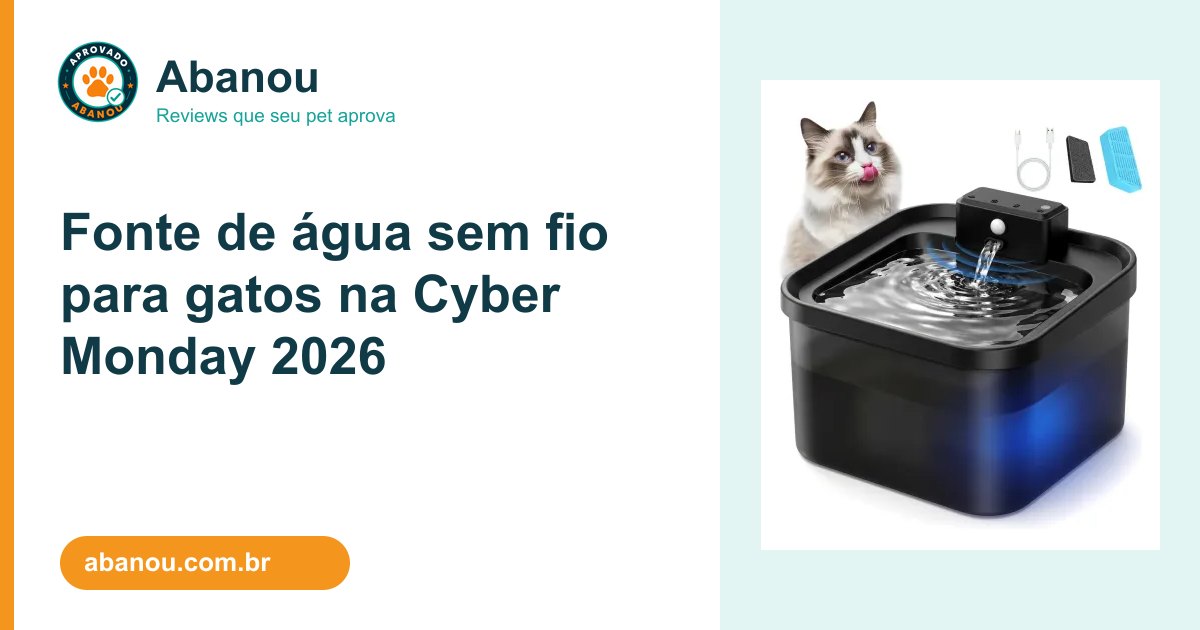 APROVADO
ABANOU
Abanou
Reviews que seu pet aprova
Fonte de água sem fio
para gatos na Cyber
Monday 2026
abanou.com.br